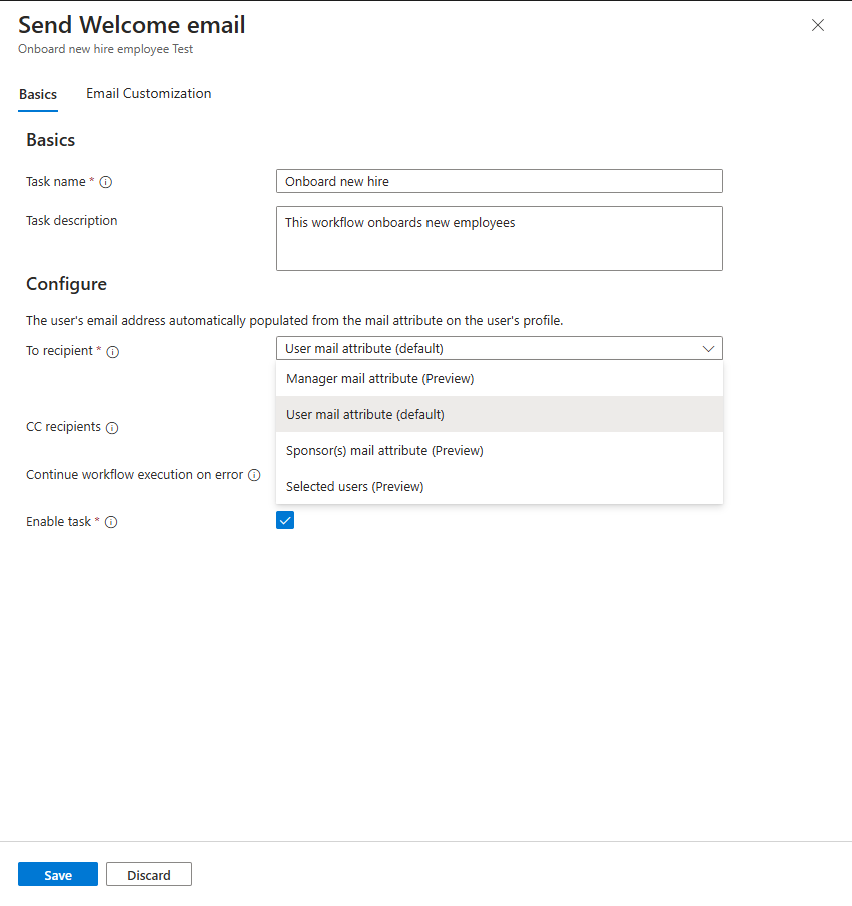 Send Welcome email
Onboard new hire employee Test
Basics
Email Customization
Basics
Task name *
Onboard new hire
Task description
This workflow onboards new employees
Configure
The user's email address automatically populated from the mail attribute on the user's profile.
To recipient *
User mail attribute (default)
Manager mail attribute (Preview)
User mail attribute (default)
CC recipients
Sponsor(s) mail attribute (Preview)
Continue workflow execution on error
Selected users (Preview)
Enable task *
Save
Discard